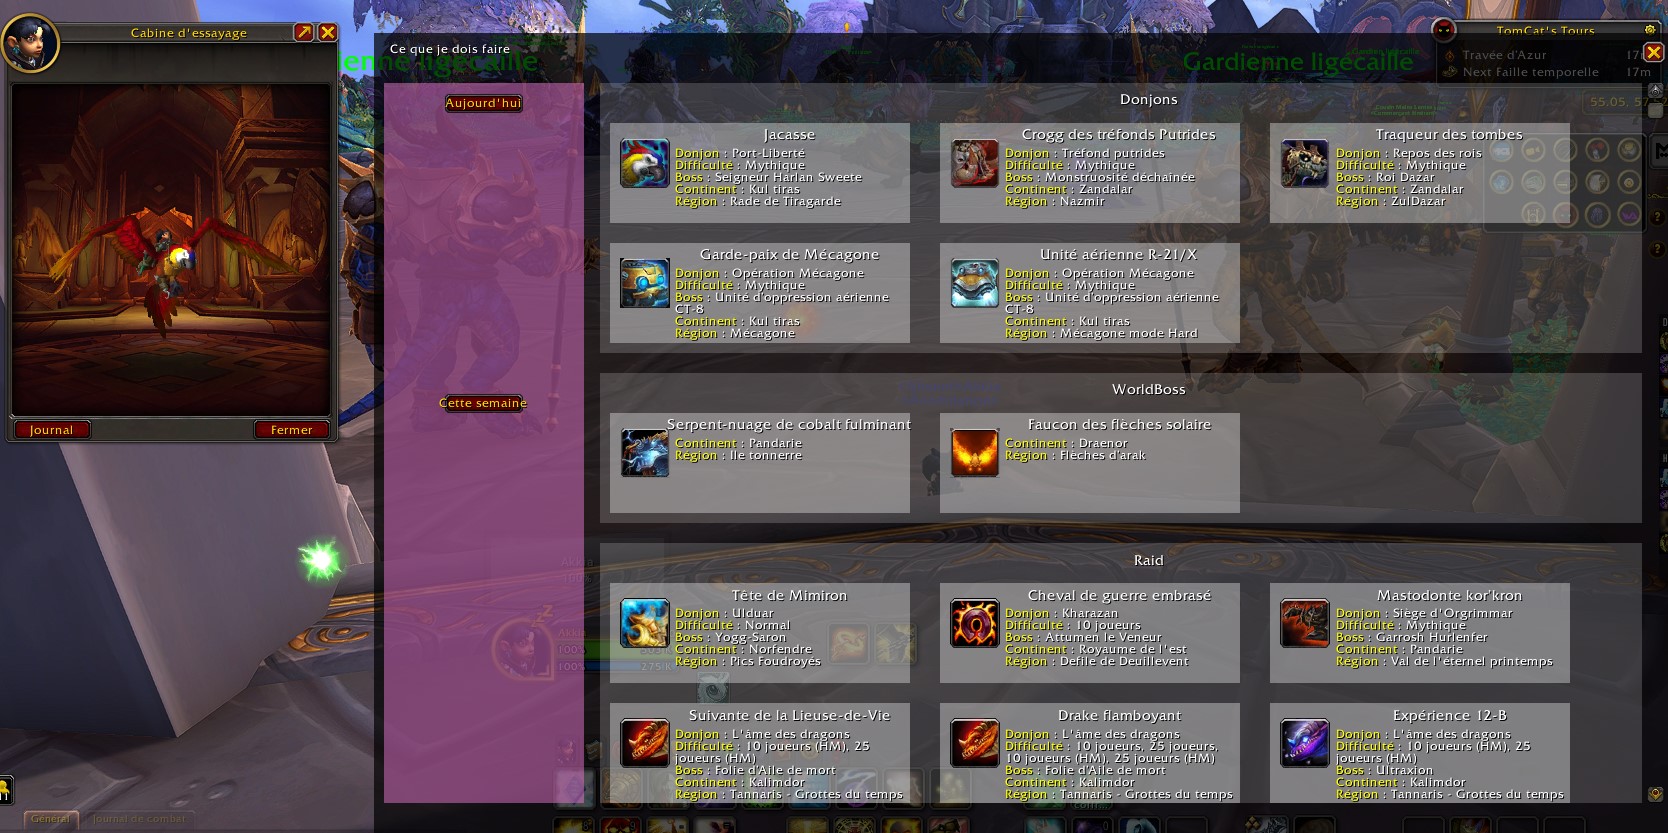 Cabine d'essayage
Journal
Fermer
Ce que je dois faire
Gardienne ligécaille
TomCat's Tours
Travée d'Azur
Next Faille temporelle
17m
Aujourd'hui
Cette semaine
Donjons
Jacasse
Donjon : Port-Liberté
Difficulté : Mythique
Boss : Seigneur Harlan Sweete
Continent : Kul tiras
Région : Rade de Tiragarde
Crogg des tréfonds Putrides
Donjon : Tréfond putrides
Difficulté : Mythique
Boss : Monstruosité déchainée
Continent : Zandalar
Région : Nazmir
Traqueur des tombes
Donjon : Repos des rois
Difficulté : Mythique
Boss : Roi Dazar
Continent : Zandalar
Région : ZulDazar
Garde-paix de Mécagone
Donjon : Opération Mécagone
Difficulté : Mythique
Boss : Unité d'oppression aérienne
CT-8
Continent : Kul tiras
Région : Mécagone
Unité aérienne R-21/X
Donjon : Opération Mécagone
Difficulté : Mythique
Boss : Unité d'oppression aérienne
CT-8
Continent : Kul tiras
Région : Mécagone mode Hard
WorldBoss
Serpent-nuage de cobalt fulminant
Continent : Pandarie
Région : Ile tonnerre
Faucon des flèches solaire
Continent : Draenor
Région : Flèches d'arak
Raid
Tête de Mimiron
Donjon : Ulduar
Difficulté : Normal
Boss : Yogg-Saron
Continent : Norfendre
Région : Pics Foudroyés
Cheval de guerre embrasé
Donjon : Kharazan
Difficulté : 10 joueurs
Boss : Attumen le Veneur
Continent : Royaume de l'est
Région : Defile de Deuillevent
Mastodonte kor'kron
Donjon : Siège d'Orgrimmar
Difficulté : Mythique
Boss : Garrosh Hurlenfer
Continent : Pandarie
Région : Val de l'éternel printemps
Suivante de la Lieuse-de-Vie
Donjon : L'âme des dragons
Difficulté : 10 joueurs (HM), 25
joueurs (HM)
Boss : Folie d'Aile de mort
Continent : Kalimdor
Région : Tannaris - Grottes du temps
Drake flamboyant
Donjon : L'âme des dragons
Difficulté : 10 joueurs, 25 joueurs,
10 joueurs (HM), 25 joueurs (HM)
Boss : Folie d'Aile de mort
Continent : Kalimdor
Région : Tannaris - Grottes du temps
Expérience 12-B
Donjon : L'âme des dragons
Difficulté : 10 joueurs (HM), 25
joueurs (HM)
Boss : Ultraxion
Continent : Kalimdor
Région : Tannaris - Grottes du temps
Général
Journal de combat